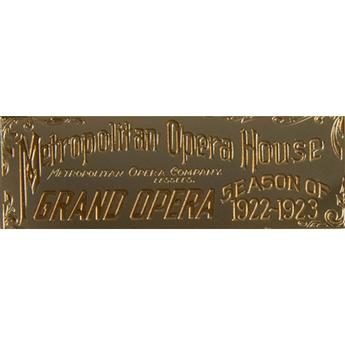 Metropolitan Opera House
METROPOLITAN OPERA COMPANY
LESSEES.
GRAND OPERA
SEASON OF
1922-1923